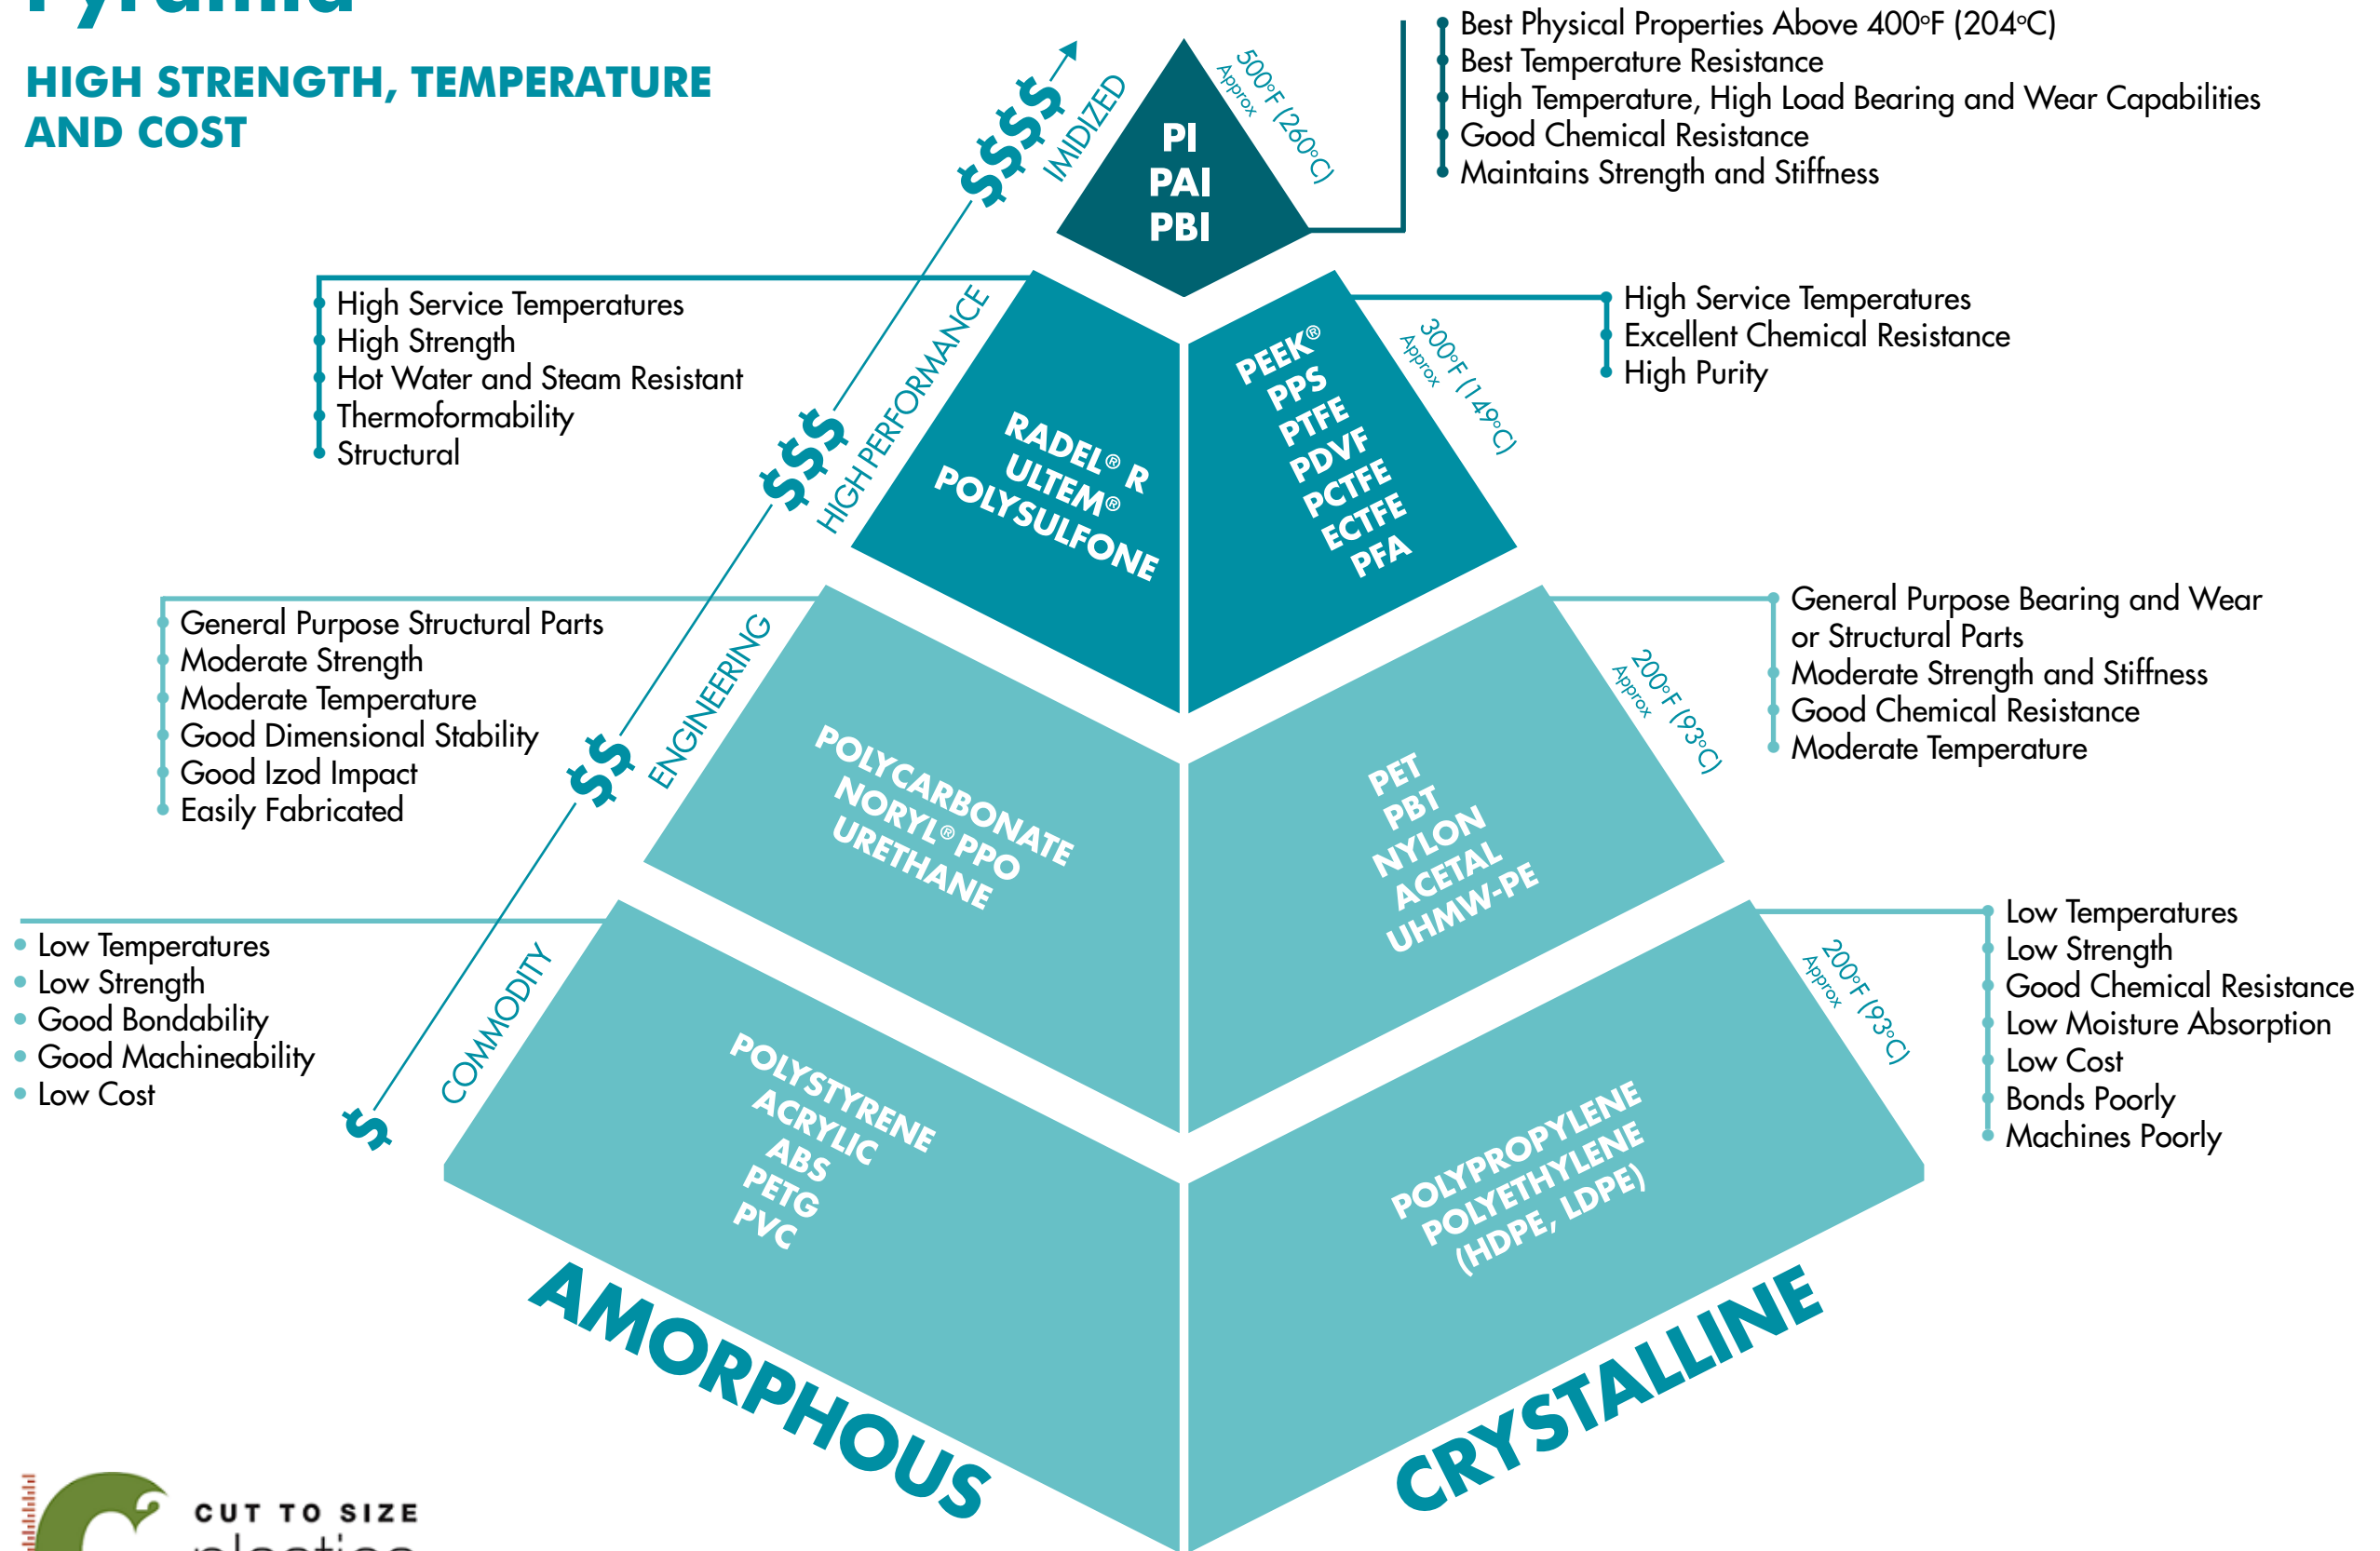 Pyramid
HIGH STRENGTH, TEMPERATURE
AND COST
$$$$
IMIDIZED
PI
PAI
PBI
500°F (260°C)
Approx
Best Physical Properties Above 400°F (204°C)
Best Temperature Resistance
High Temperature, High Load Bearing and Wear Capabilities
Good Chemical Resistance
Maintains Strength and Stiffness
High Service Temperatures
High Strength
Hot Water and Steam Resistant
Thermoformability
Structural
$$$
HIGH PERFORMANCE
RADEL® R
ULTEM®
POLYSULFONE
PEEK®
PPS
PTFE
PDVF
PCTFE
ECTFE
PFA
300°F (149°C)
Approx
High Service Temperatures
Excellent Chemical Resistance
High Purity
General Purpose Structural Parts
Moderate Strength
Moderate Temperature
Good Dimensional Stability
Good Izod Impact
Easily Fabricated
$$
ENGINEERING
POLYCARBONATE
NORYL® PPO
URETHANE
PET
PBT
NYLON
ACETAL
UHMW-PE
200°F (93°C)
Approx
General Purpose Bearing and Wear
or Structural Parts
Moderate Strength and Stiffness
Good Chemical Resistance
Moderate Temperature
Low Temperatures
Low Strength
Good Bondability
Good Machineability
Low Cost
$
COMMODITY
POLYSTYRENE
ACRYLIC
ABS
PETG
PVC
POLYPROPYLENE
POLYETHYLENE
(HDPE, LDPE)
200°F (93°C)
Approx
Low Temperatures
Low Strength
Good Chemical Resistance
Low Moisture Absorption
Low Cost
Bonds Poorly
Machines Poorly
AMORPHOUS
CRYSTALLINE
CUT TO SIZE
plastics